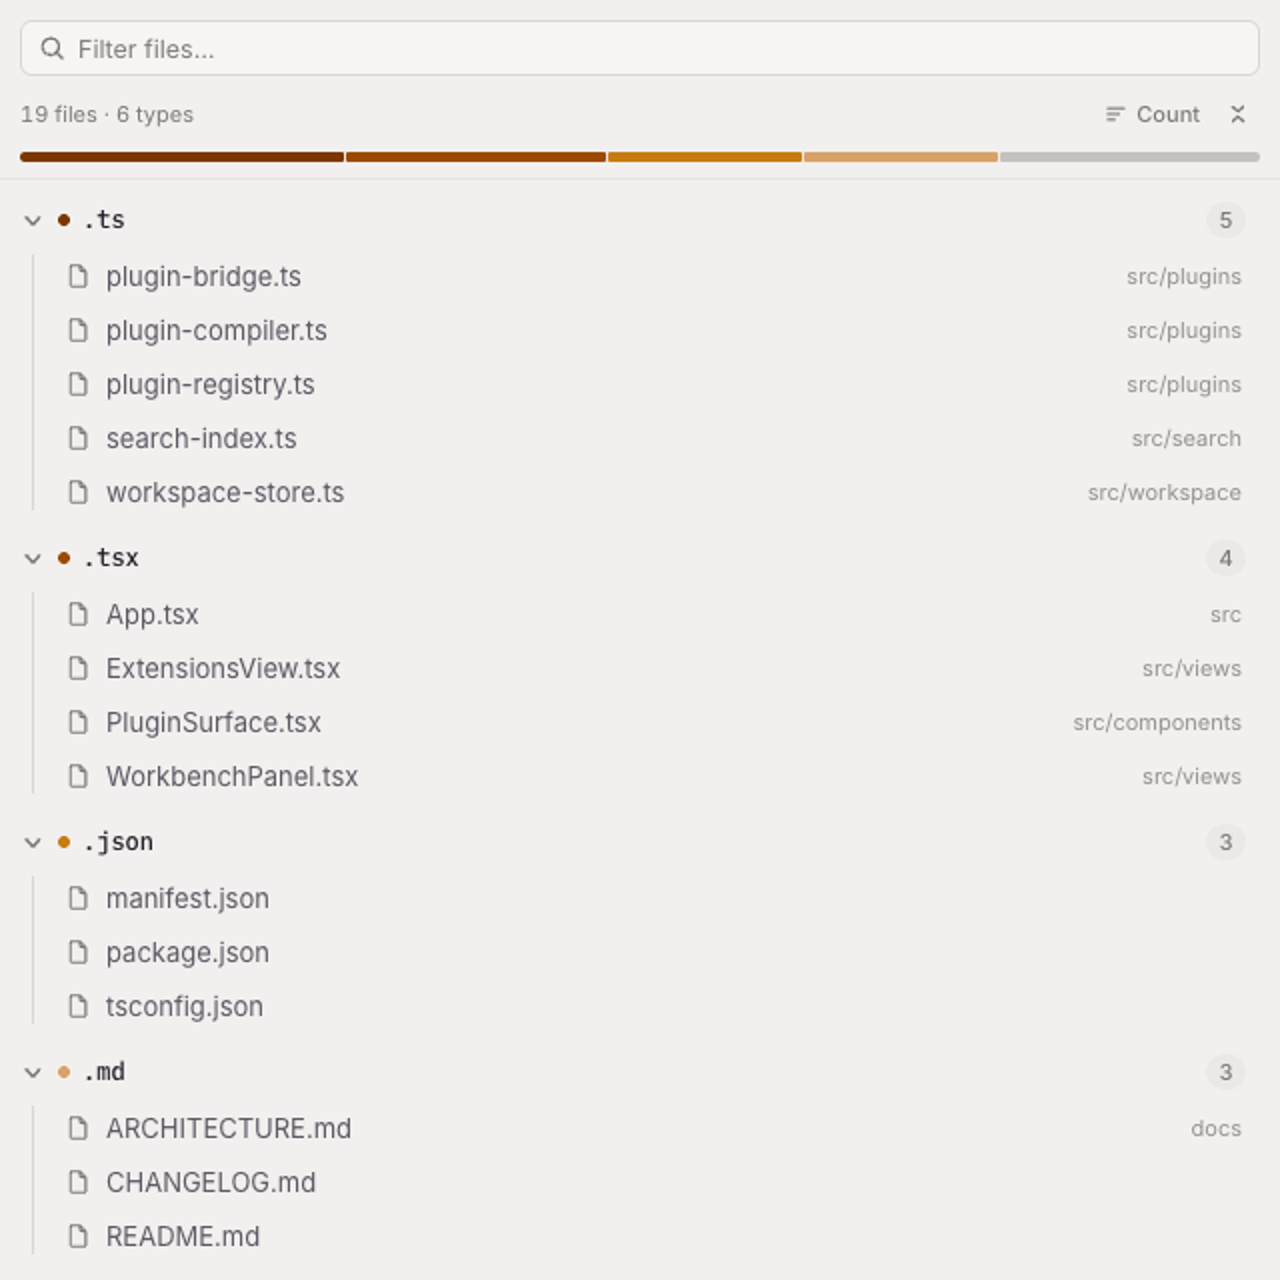 Filter files...
19 files · 6 types Count
.ts 5
plugin-bridge.ts src/plugins
plugin-compiler.ts src/plugins
plugin-registry.ts src/plugins
search-index.ts src/search
workspace-store.ts src/workspace
.tsx 4
App.tsx src
ExtensionsView.tsx src/views
PluginSurface.tsx src/components
WorkbenchPanel.tsx src/views
.json 3
manifest.json
package.json
tsconfig.json
.md 3
ARCHITECTURE.md docs
CHANGELOG.md
README.md